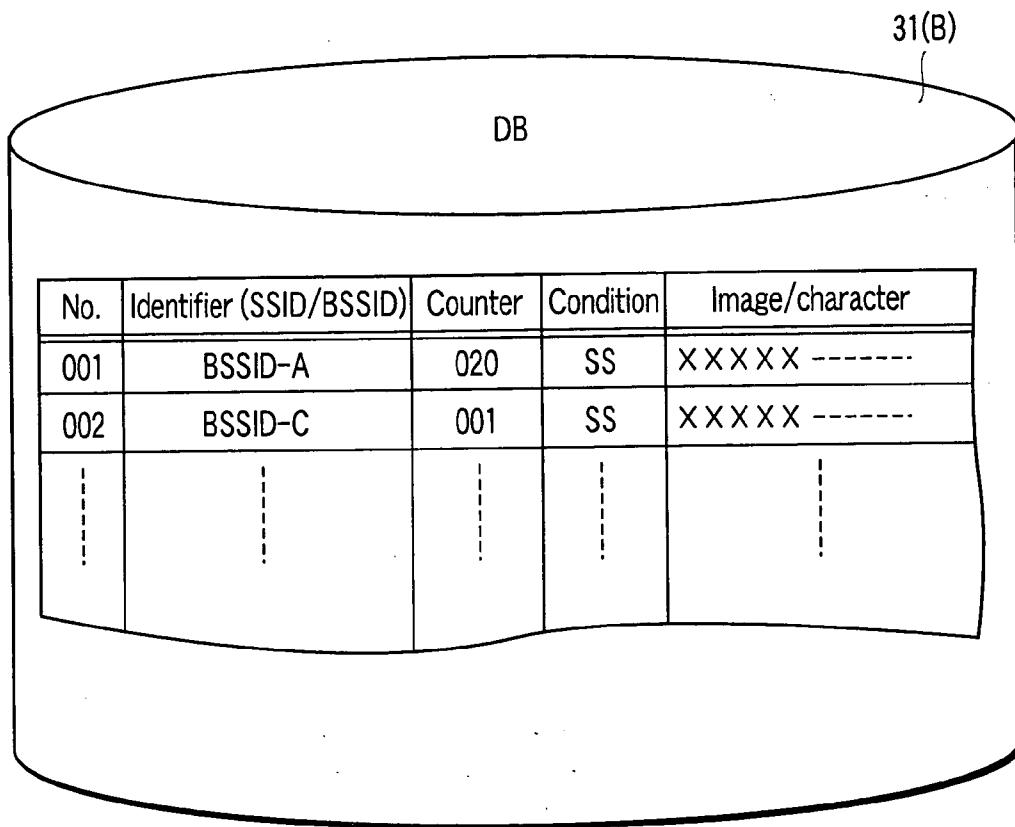 31(B)
DB
No. Identifier (SSID/BSSID) Counter Condition Image/character
001 BSSID-A 020 SS XXXXX -------
002 BSSID-C 001 SS XXXXX -------